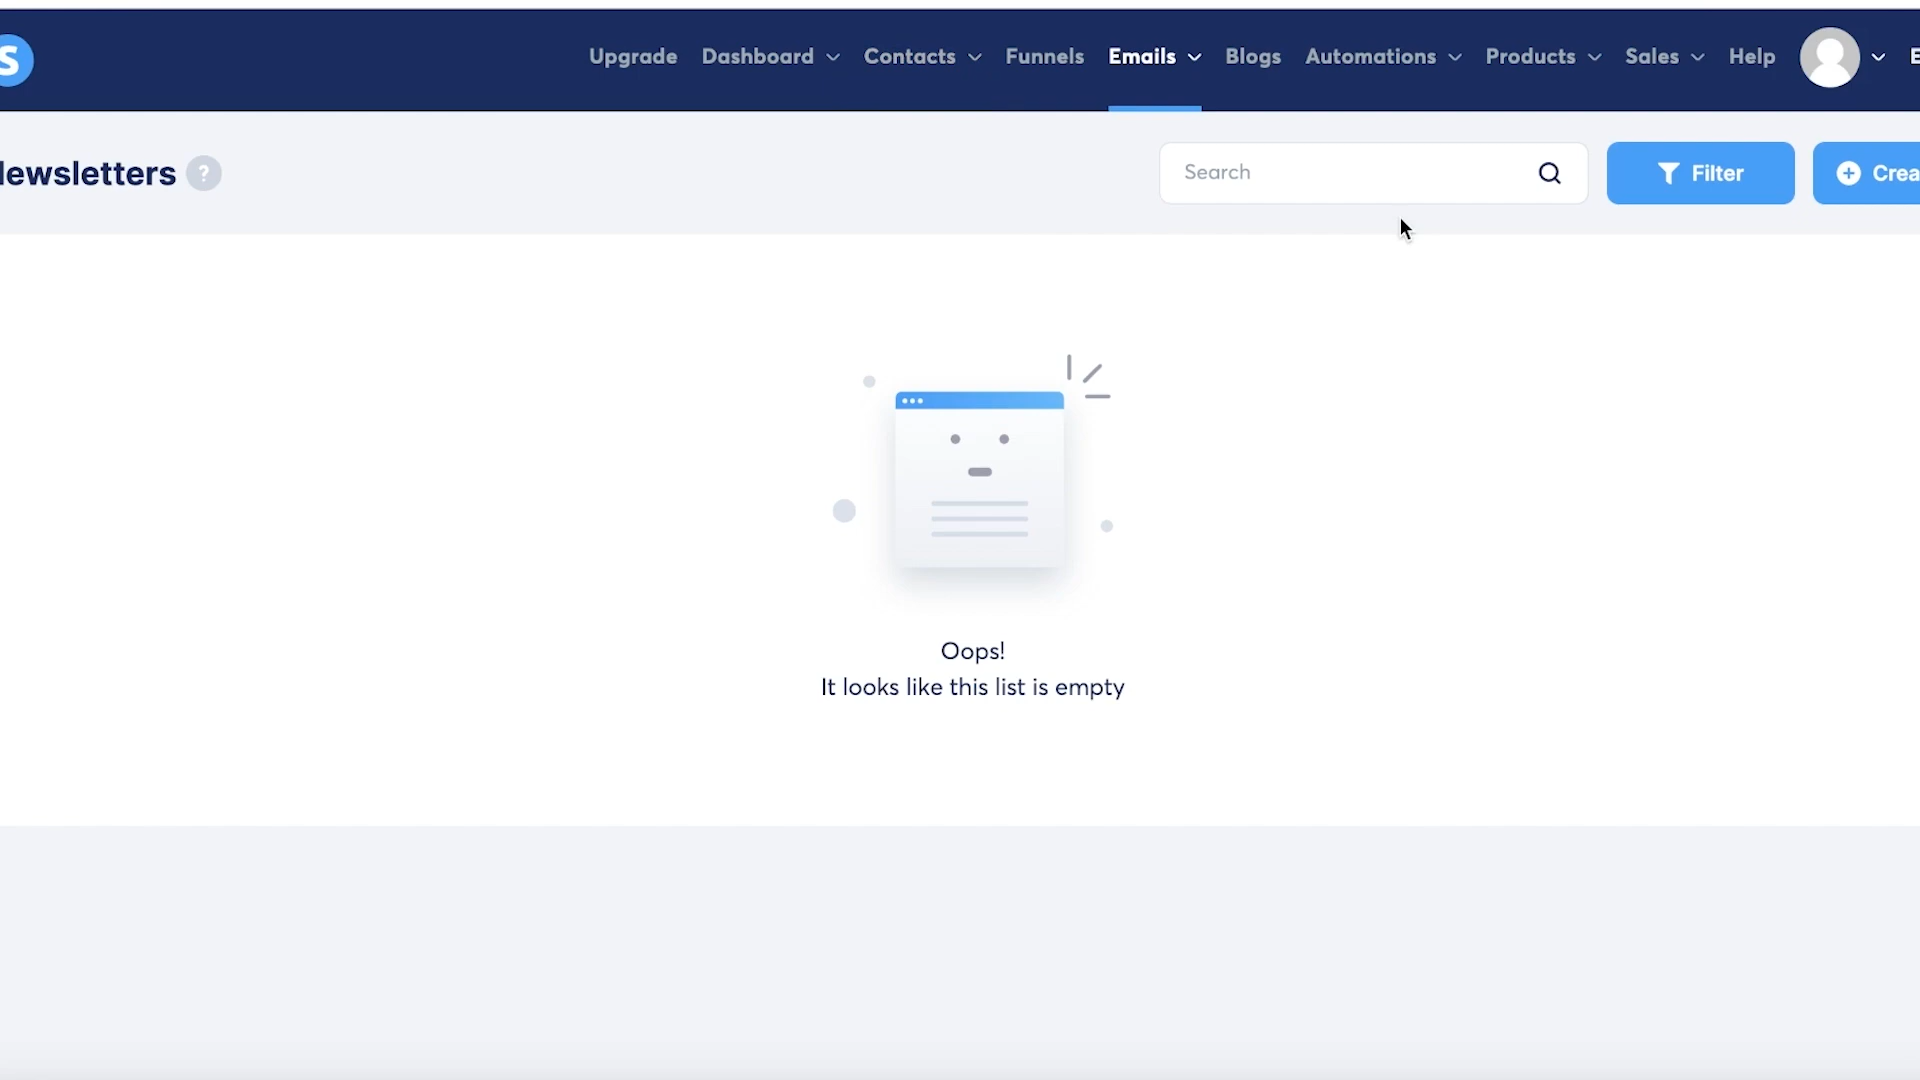 S
Upgrade Dashboard Contacts Funnels Emails Blogs Automations Products Sales Help E
ewsletters ?
Search
Filter
Crea
Oops!
It looks like this list is empty